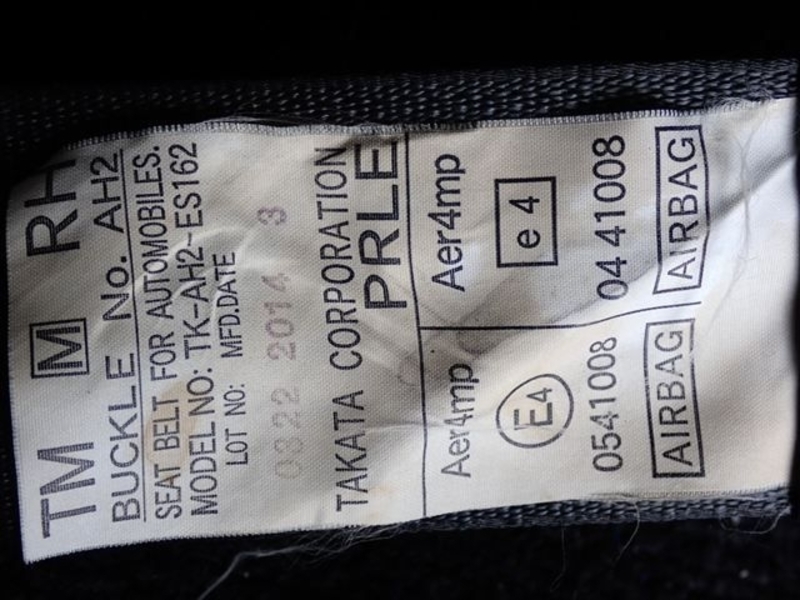 TM M RH
BUCKLE No. AH2
SEAT BELT FOR AUTOMOBILES.
MODEL NO: TK-AH2-ES162
LOT NO: MFD.DATE
0322 2014 3
TAKATA CORPORATION
PRLE
Aer4mp Aer4mp
E4 e 4
0541008 04 41008
AIRBAG AIRBAG